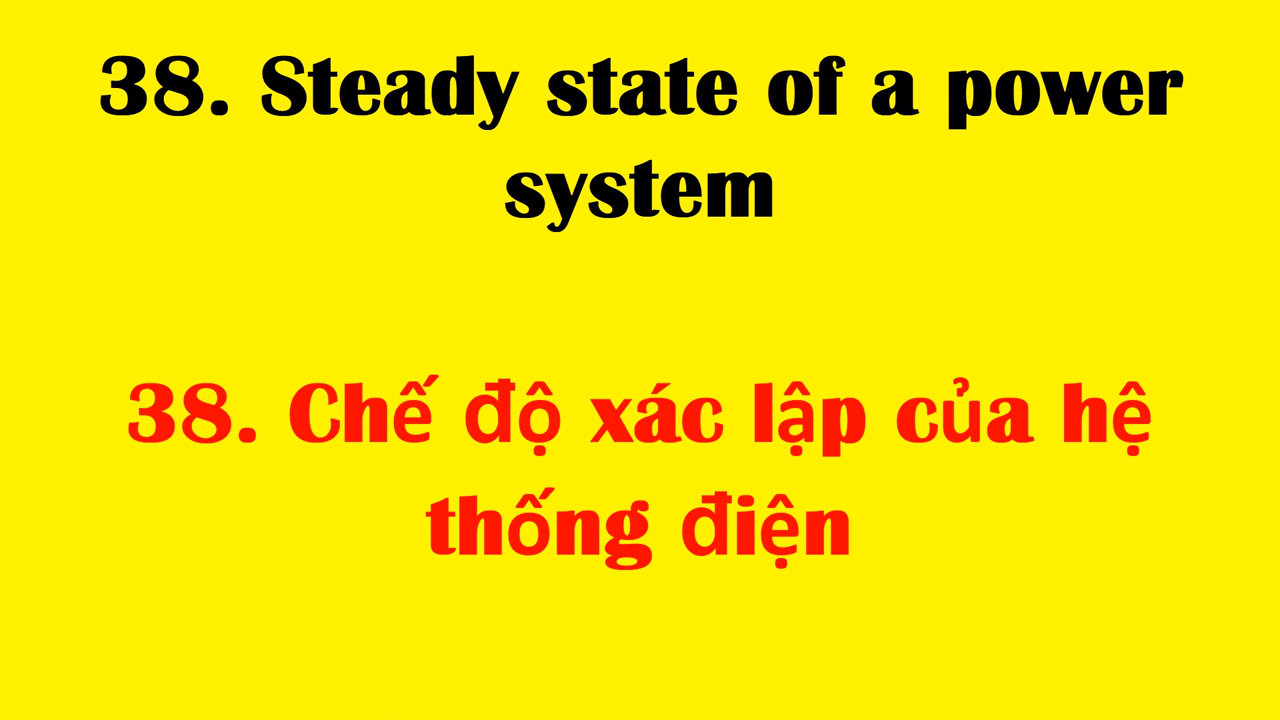 38. Steady state of a power
system
38. Chế độ xác lập của hệ
thống điện